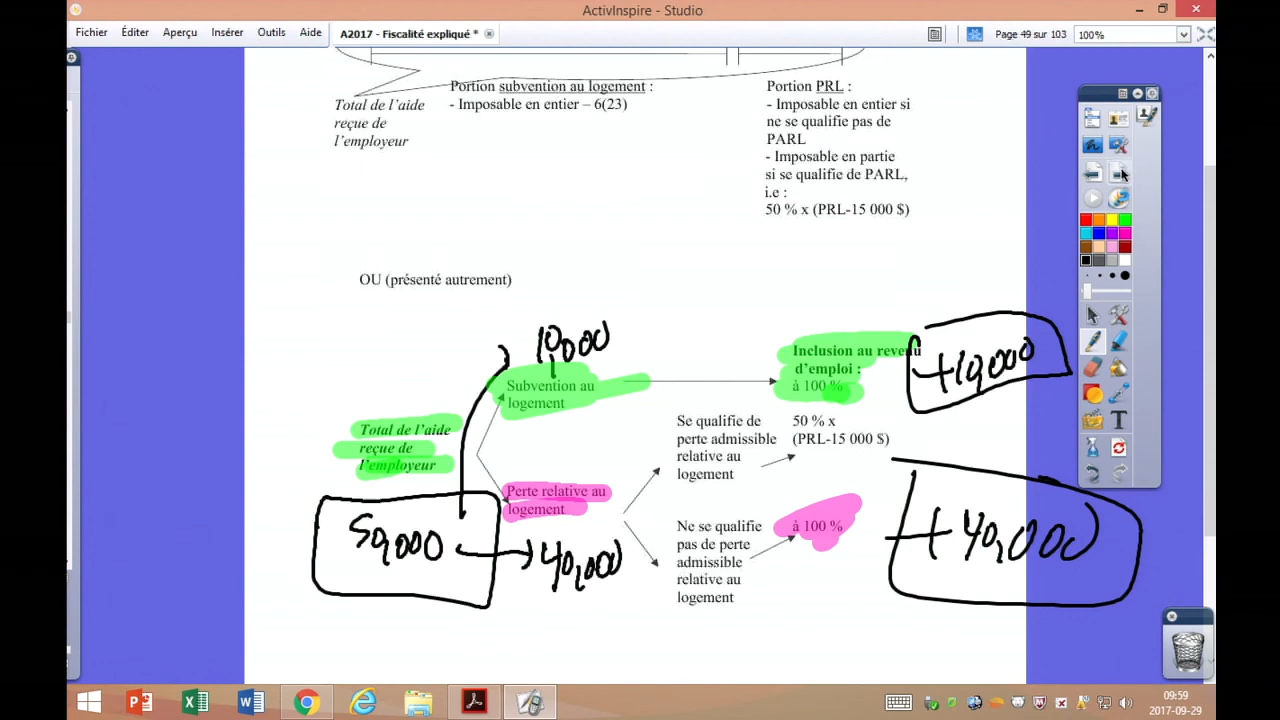 ActivInspire - Studio
Fichier Éditer Aperçu Insérer Outils Aide
A2017 - Fiscalité expliqué *
Page 49 sur 103
100%
Portion subvention au logement :
- Imposable en entier – 6(23)
Total de l'aide
reçue de
l'employeur
Portion PRL :
- Imposable en entier si
ne se qualifie pas de
PARL
- Imposable en partie
si se qualifie de PARL,
i.e :
50 % x (PRL-15 000 $)
OU (présenté autrement)
10,000
Subvention au
logement
Inclusion au revenu
d'emploi :
à 100 %
+10,000
Total de l'aide
reçue de
l'employeur
Se qualifie de
perte admissible
relative au
logement
50 % x
(PRL-15 000 $)
Perte relative au
logement
50,000
40,000
Ne se qualifie
pas de perte
admissible
relative au
logement
à 100 %
+40,000
09:59
2017-09-29